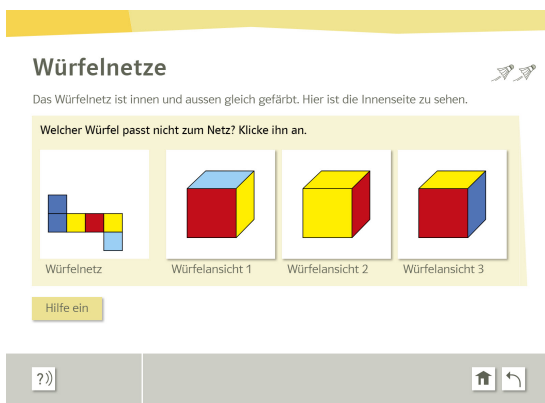 Würfelnetze
Das Würfelnetz ist innen und aussen gleich gefärbt. Hier ist die Innenseite zu sehen.
Welcher Würfel passt nicht zum Netz? Klicke ihn an.
Würfelnetz
Würfelansicht 1
Würfelansicht 2
Würfelansicht 3
Hilfe ein
?))